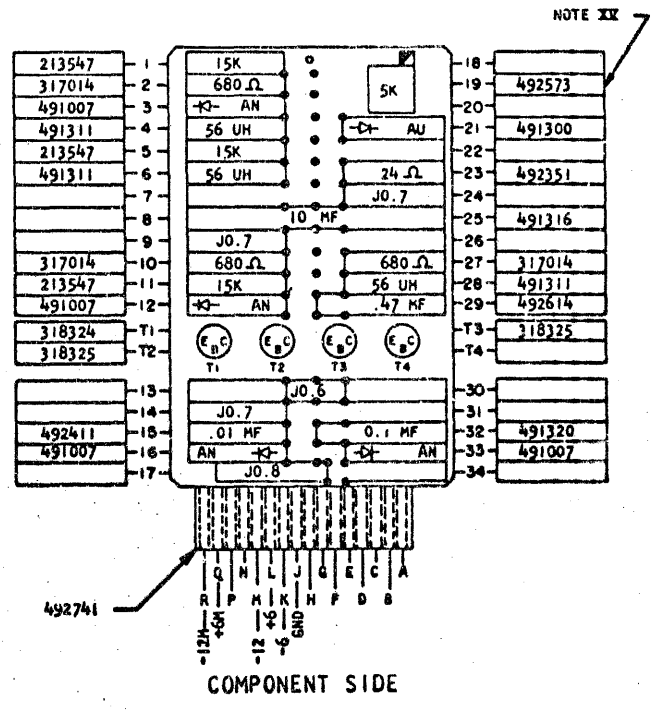 NOTE XV
213547 1 15K 18
317014 2 680 Ω 5K 19 492573
491007 3 AN 20
491311 4 56 UH AU 21 491300
213547 5 15K 22
491311 6 56 UH 24 Ω 23 492351
7 J0.7 24
8 10 MF 25 491316
9 J0.7 26
317014 10 680 Ω 680 Ω 27 317014
213547 11 15K 56 UH 28 491311
491007 12 AN .47 MF 29 492614
318324 T1 E B C E B C E B C E B C T3 318325
318325 T2 T1 T2 T3 T4 T4
13 J0.6 30
14 J0.7 31
492411 15 .01 MF 0.1 MF 32 491320
491007 16 AN AN 33 491007
17 J0.8 34
492741
R Q P N M L K J H G F E D C B A
-12M +6M -12 +6 -6 GND
COMPONENT SIDE